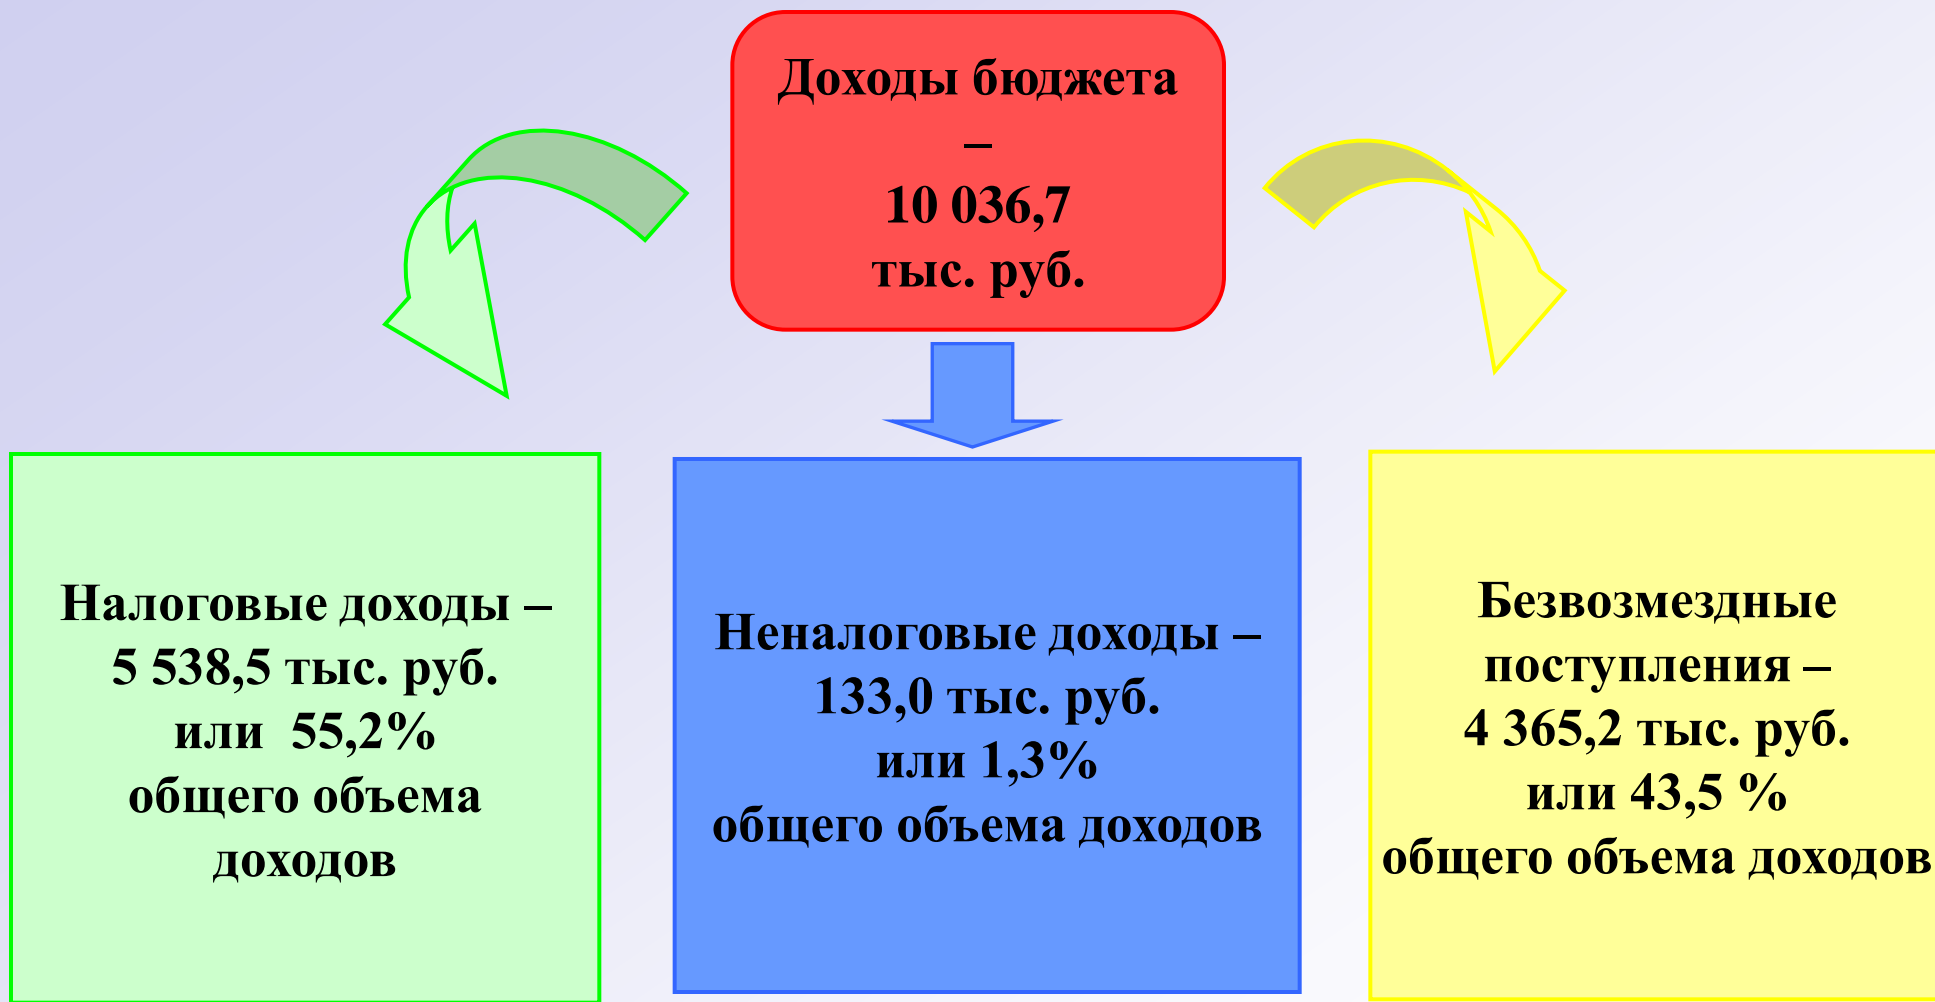 Доходы бюджета
–
10 036,7
тыс. руб.
Налоговые доходы –
5 538,5 тыс. руб.
или 55,2%
общего объема
доходов
Неналоговые доходы –
133,0 тыс. руб.
или 1,3%
общего объема доходов
Безвозмездные
поступления –
4 365,2 тыс. руб.
или 43,5 %
общего объема доходов